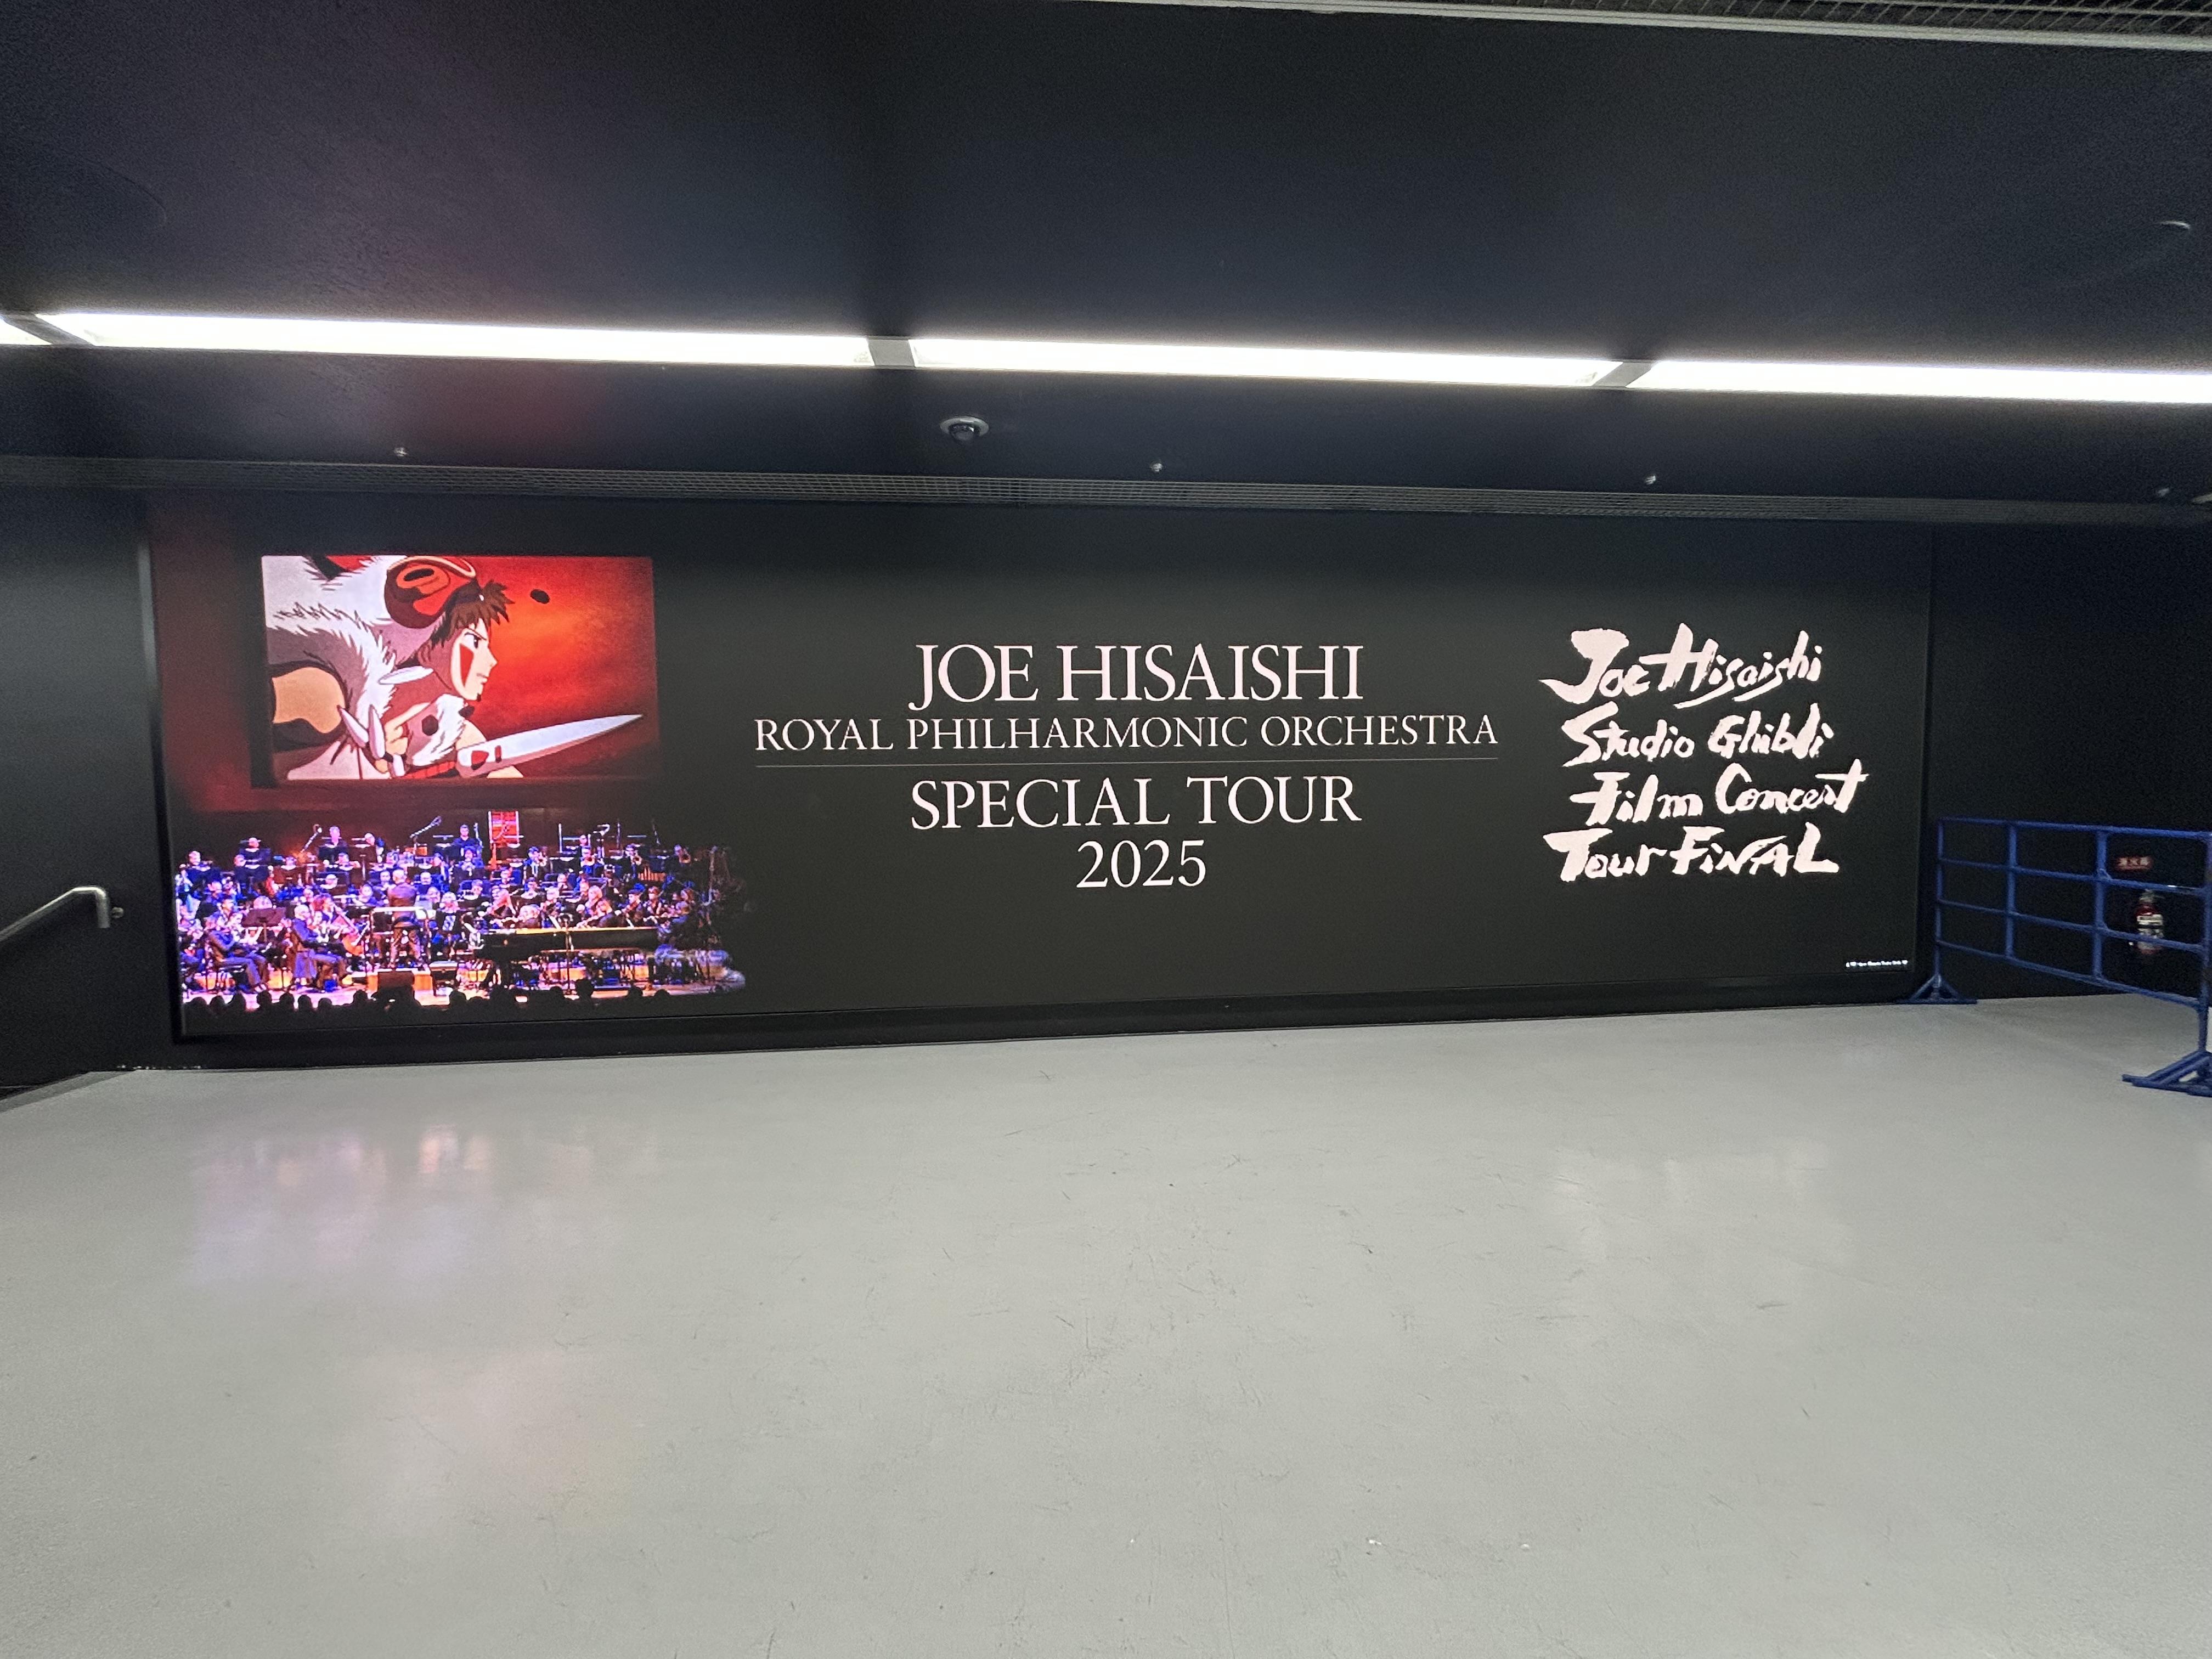 JOE HISAISHI
ROYAL PHILHARMONIC ORCHESTRA
SPECIAL TOUR
2025
Joe Hisaishi
Studio Ghibli
Film Concert
Tour FiNAL